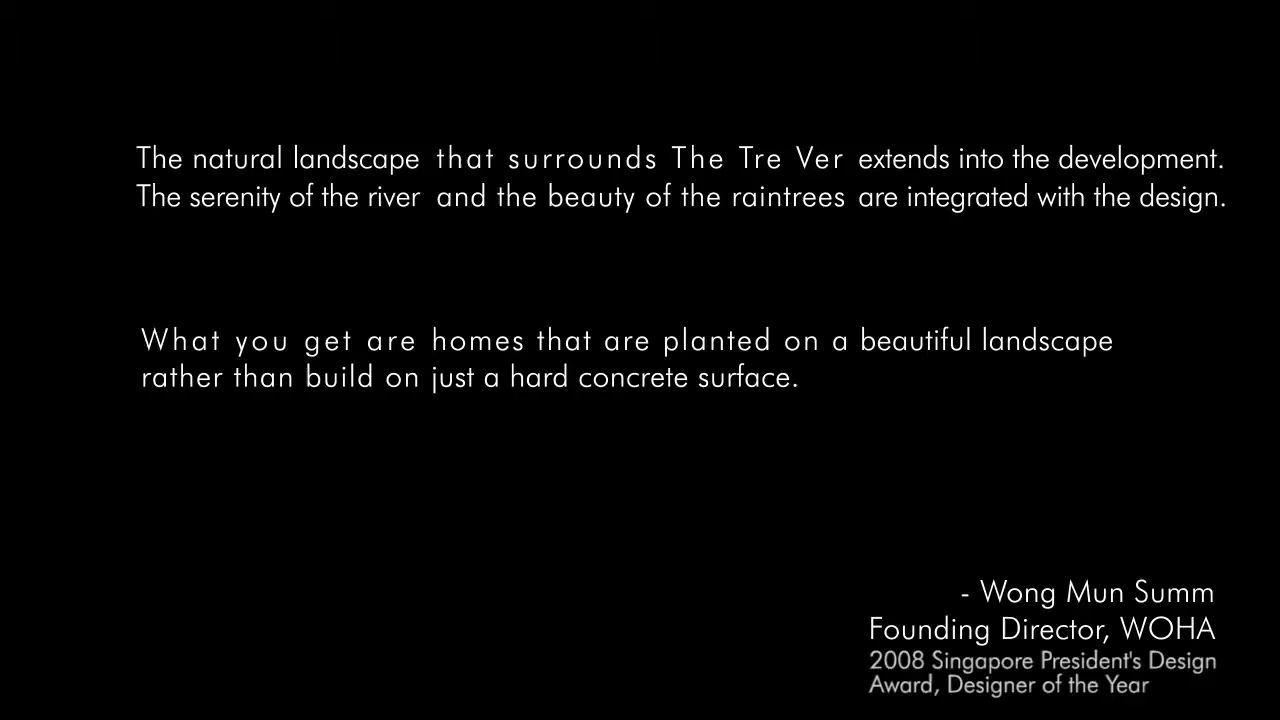 The natural landscape that surrounds The Tre Ver extends into the development.
The serenity of the river and the beauty of the raintrees are integrated with the design.
What you get are homes that are planted on a beautiful landscape
rather than build on just a hard concrete surface.
- Wong Mun Summ
Founding Director, WOHA
2008 Singapore President's Design
Award, Designer of the Year